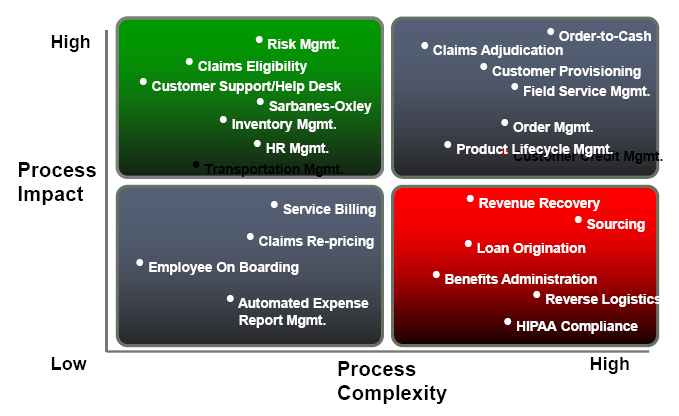 High
Risk Mgmt.
Claims Eligibility
Customer Support/Help Desk
Sarbanes-Oxley
Inventory Mgmt.
HR Mgmt.
Transportation Mgmt.
Order-to-Cash
Claims Adjudication
Customer Provisioning
Field Service Mgmt.
Order Mgmt.
Product Lifecycle Mgmt.
Customer Credit Mgmt.
Process
Impact
Service Billing
Claims Re-pricing
Employee On Boarding
Automated Expense
Report Mgmt.
Revenue Recovery
Sourcing
Loan Origination
Benefits Administration
Reverse Logistics
HIPAA Compliance
Low
Process
Complexity
High